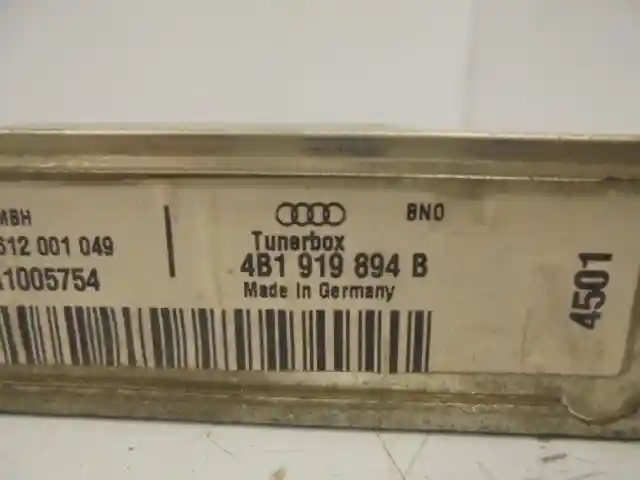 MBH
612 001 049
1005754
BNO
Tunerbox
4B1 919 894 B
Made in Germany
4501